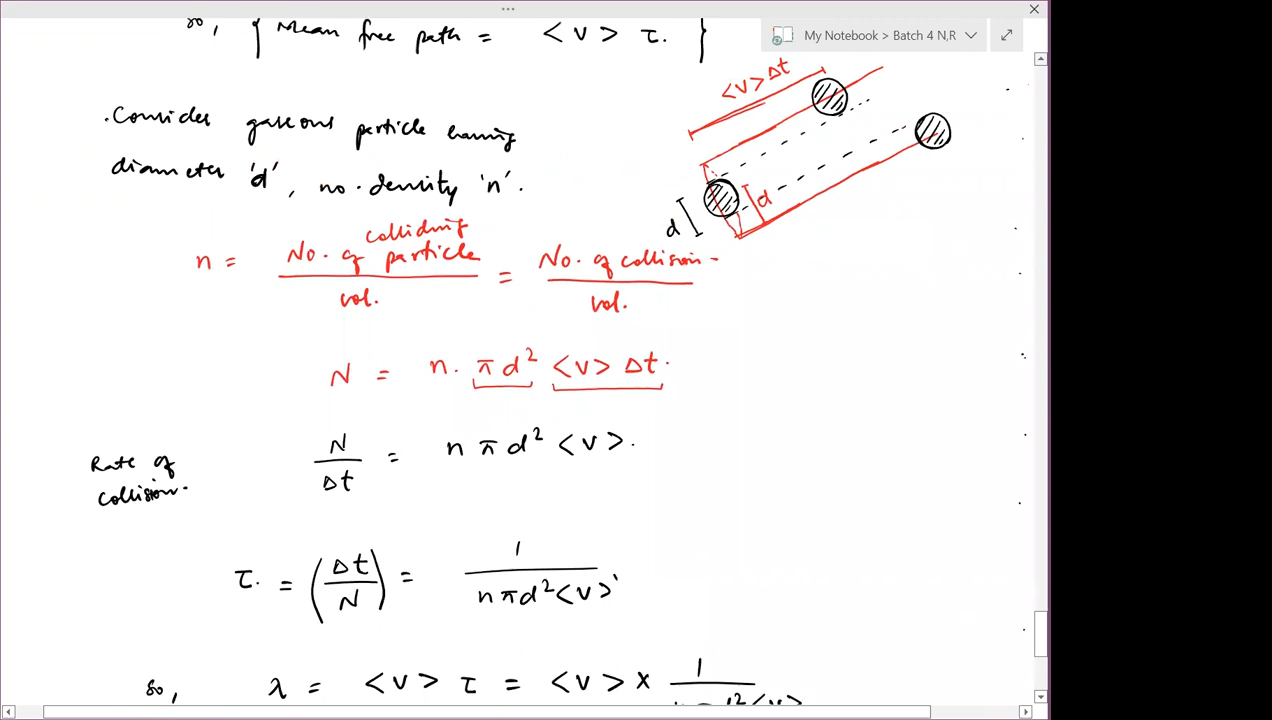 My Notebook > Batch 4 N,R
so, { Mean free path = <v> τ. }
<v> Δt
.Consider gaseous particle having
diameter 'd', no. density 'n'.
d
d
n = No. of colliding particle / vol. = No. of collision / vol.
N = n. πd² <v> Δt.
Rate of collision. N / Δt = n π d² <v>.
τ. = (Δt / N) = 1 / nπd²<v>
so, λ = <v> τ = <v> × 1 /